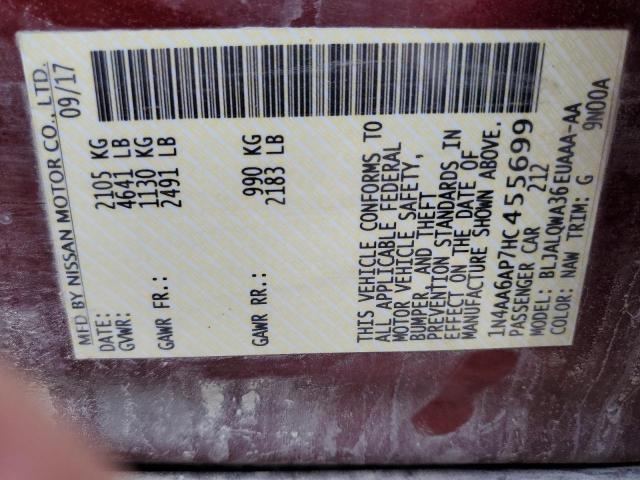 MFD BY NISSAN MOTOR CO., LTD.
DATE: 09/17
GVWR: 2105 KG
4641 LB
GAWR FR.: 1130 KG
2491 LB
GAWR RR.: 990 KG
2183 LB
THIS VEHICLE CONFORMS TO
ALL APPLICABLE FEDERAL
MOTOR VEHICLE SAFETY,
BUMPER, AND THEFT
PREVENTION STANDARDS IN
EFFECT ON THE DATE OF
MANUFACTURE SHOWN ABOVE.
1N4AA6AP7HC455699
PASSENGER CAR 212
MODEL: BLJALQWA36EUAAA-AA
COLOR: NAW TRIM: G 9N00A